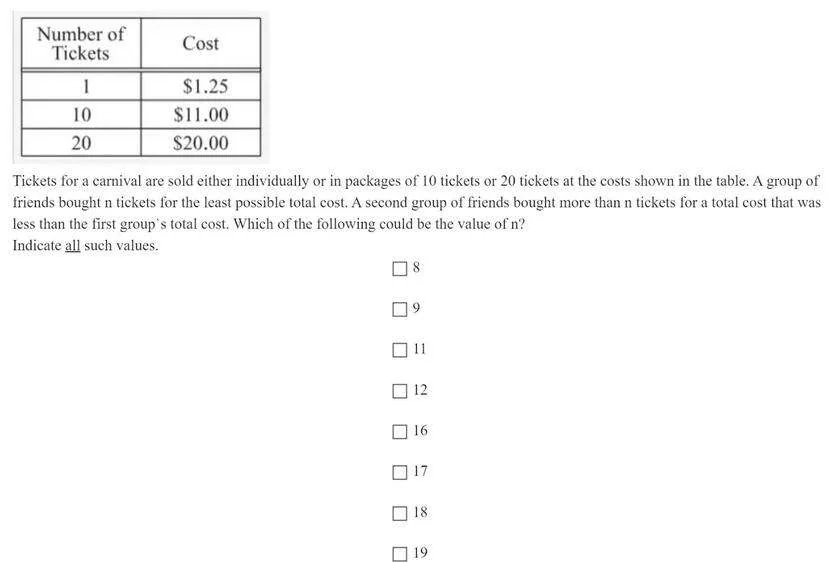 Number of Tickets Cost
1 $1.25
10 $11.00
20 $20.00
Tickets for a carnival are sold either individually or in packages of 10 tickets or 20 tickets at the costs shown in the table. A group of
friends bought n tickets for the least possible total cost. A second group of friends bought more than n tickets for a total cost that was
less than the first group`s total cost. Which of the following could be the value of n?
Indicate all such values.
8
9
11
12
16
17
18
19